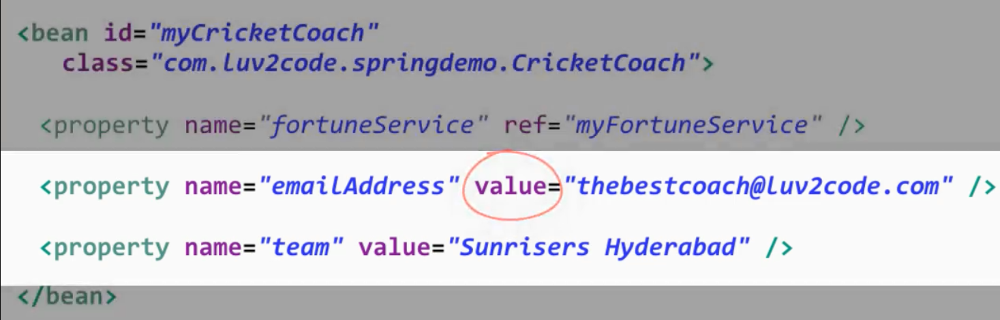 <bean id="myCricketCoach"
class="com.luv2code.springdemo.CricketCoach">
<property name="fortuneService" ref="myFortuneService" />
<property name="emailAddress" value="thebestcoach@luv2code.com" />
<property name="team" value="Sunrisers Hyderabad" />
</bean>